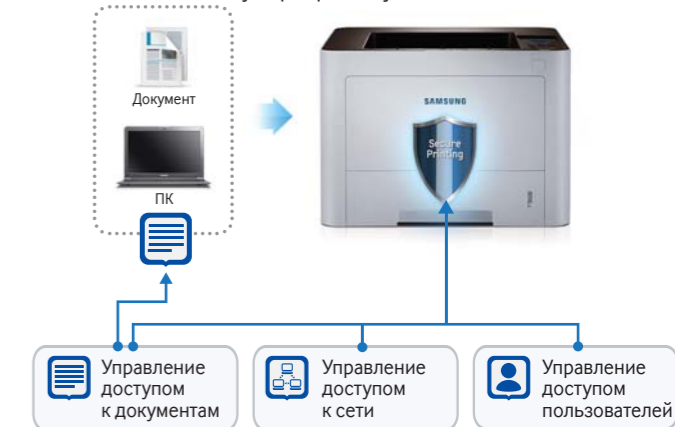 Документ
ПК
SAMSUNG
Secure
Printing
Управление
доступом
к документам
Управление
доступом
к сети
Управление
доступом
пользователей